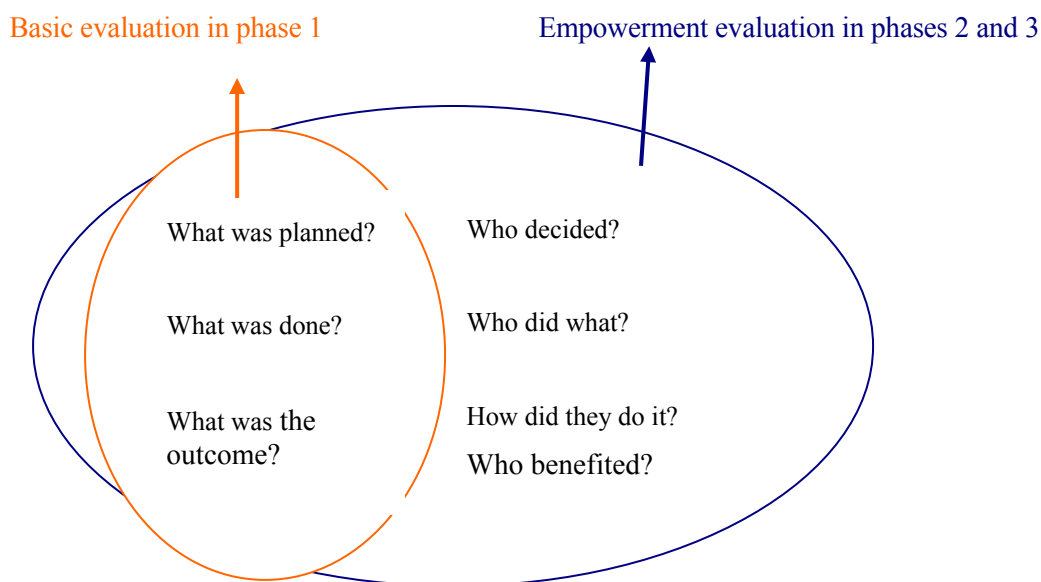 Basic evaluation in phase 1
Empowerment evaluation in phases 2 and 3
What was planned?
Who decided?
What was done?
Who did what?
What was the
outcome?
How did they do it?
Who benefited?